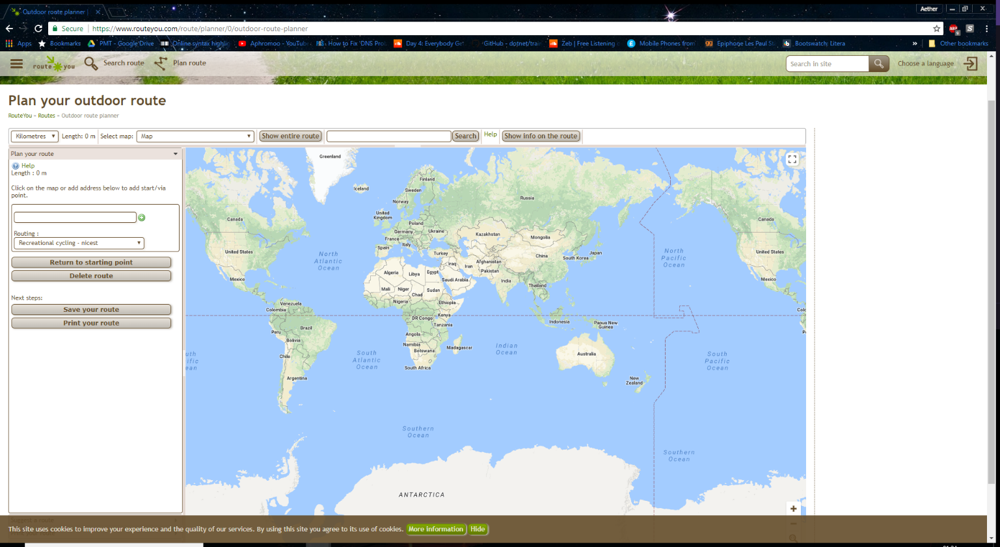 Outdoor route planner
Aether
Secure https://www.routeyou.com/route/planner/0/outdoor-route-planner
ABP
9
S
Apps
Bookmarks
PMT - Google Drive
Online syntax highlig
Aphromoo - YouTube
How to Fix 'DNS Pro
Day 4: Everybody Ge
GitHub - dotnet/train
Zeb | Free Listening
Mobile Phones from
Epiphone Les Paul St
Bootswatch: Litera
»
Other bookmarks
route you
Search route
Plan route
Search in site
Choose a language
Plan your outdoor route
RouteYou » Routes » Outdoor route planner
Kilometres Length: 0 m Select map: Map Show entire route Search Help Show info on the route
Plan your route
Help
Length : 0 m
Click on the map or add address below to add start/via
point.
Routing :
Recreational cycling - nicest
Return to starting point
Delete route
Next steps:
Save your route
Print your route
Greenland
Iceland
Finland
Sweden
Norway
Russia
United
Kingdom
Poland
Germany
Ukraine
France
Italy
Spain
Turkey
Kazakhstan
Mongolia
China
Japan
South Korea
Iraq
Iran
Afghanistan
Pakistan
India
Thailand
Saudi Arabia
Egypt
Libya
Algeria
Mali
Niger
Chad
Sudan
Nigeria
Ethiopia
Kenya
DR Congo
Tanzania
Angola
Namibia
Botswana
Madagascar
South Africa
Canada
United States
Mexico
Venezuela
Colombia
Peru
Brazil
Bolivia
Chile
Argentina
Indonesia
Papua New
Guinea
Australia
New
Zealand
Canada
United States
Mexico
North
Atlantic
Ocean
South
Atlantic
Ocean
Indian
Ocean
North
Pacific
Ocean
South
Pacific
Ocean
Southern
Ocean
Southern
Ocean
ANTARCTICA
uth
ific
ean
Col
P
This site uses cookies to improve your experience and the quality of our services. By using this site you agree to its use of cookies. More information Hide